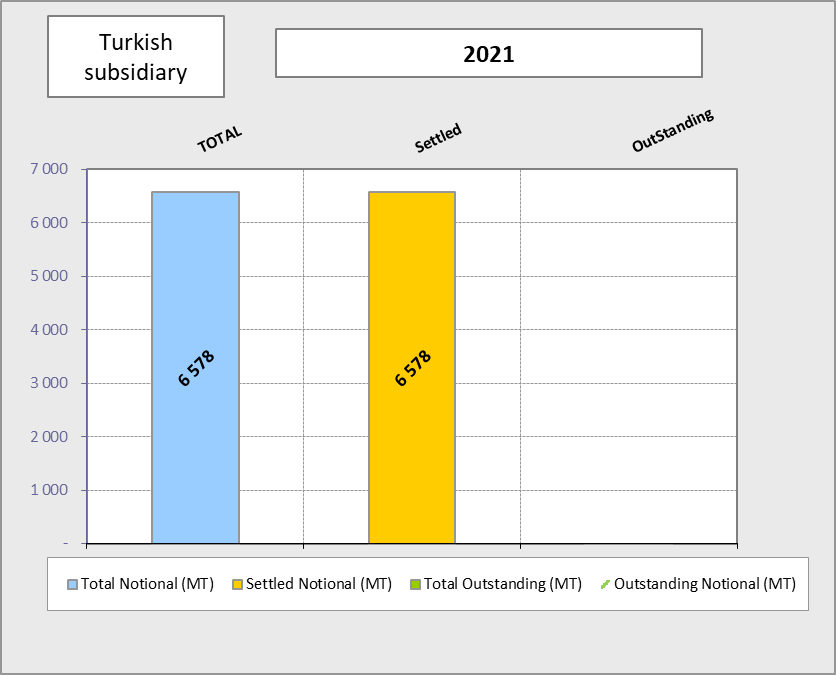 Turkish
subsidiary
2021
TOTAL
Settled
OutStanding
7 000
6 000
5 000
4 000
3 000
2 000
1 000
-
6 578
6 578
Total Notional (MT)
Settled Notional (MT)
Total Outstanding (MT)
Outstanding Notional (MT)